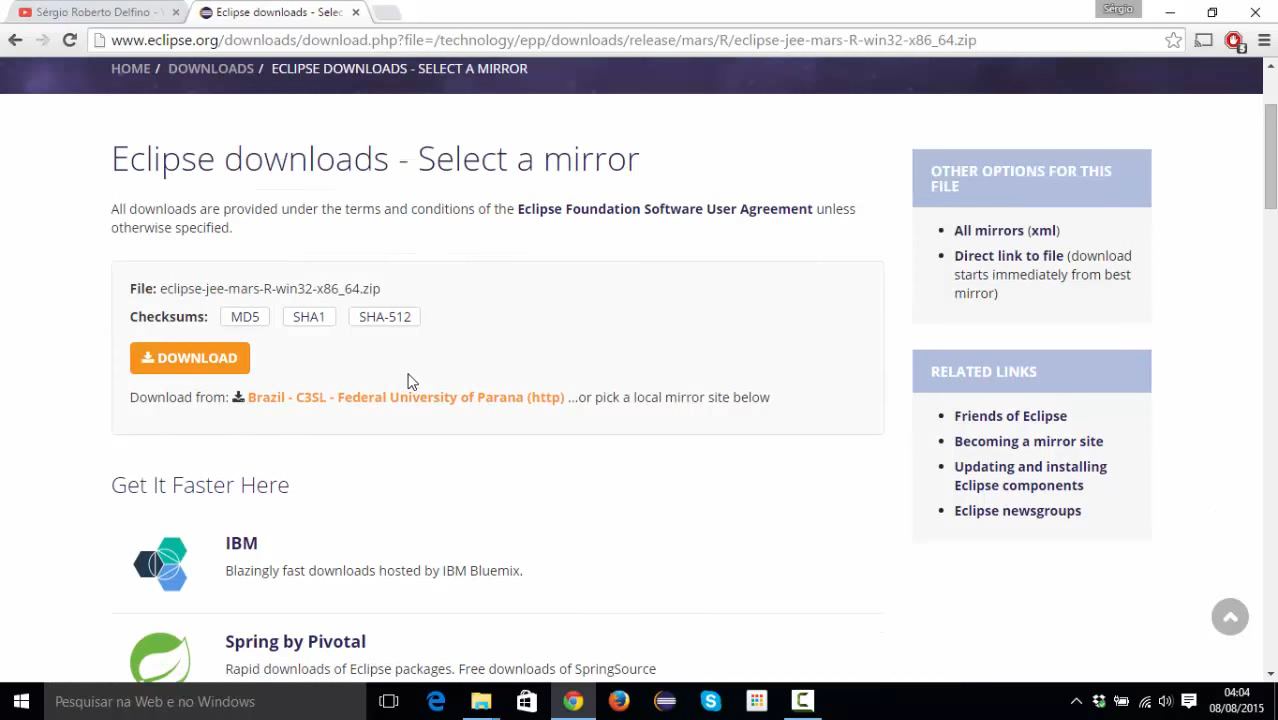 Sérgio Roberto Delfino -
Eclipse downloads - Selec
Sérgio
www.eclipse.org/downloads/download.php?file=/technology/epp/downloads/release/mars/R/eclipse-jee-mars-R-win32-x86_64.zip
HOME / DOWNLOADS / ECLIPSE DOWNLOADS - SELECT A MIRROR
Eclipse downloads - Select a mirror
All downloads are provided under the terms and conditions of the Eclipse Foundation Software User Agreement unless
otherwise specified.
File: eclipse-jee-mars-R-win32-x86_64.zip
Checksums: MD5 SHA1 SHA-512
DOWNLOAD
Download from: Brazil - C3SL - Federal University of Parana (http) ...or pick a local mirror site below
Get It Faster Here
IBM
Blazingly fast downloads hosted by IBM Bluemix.
Spring by Pivotal
Rapid downloads of Eclipse packages. Free downloads of SpringSource
OTHER OPTIONS FOR THIS
FILE
All mirrors (xml)
Direct link to file (download
starts immediately from best
mirror)
RELATED LINKS
Friends of Eclipse
Becoming a mirror site
Updating and installing
Eclipse components
Eclipse newsgroups
Pesquisar na Web e no Windows
04:04
08/08/2015